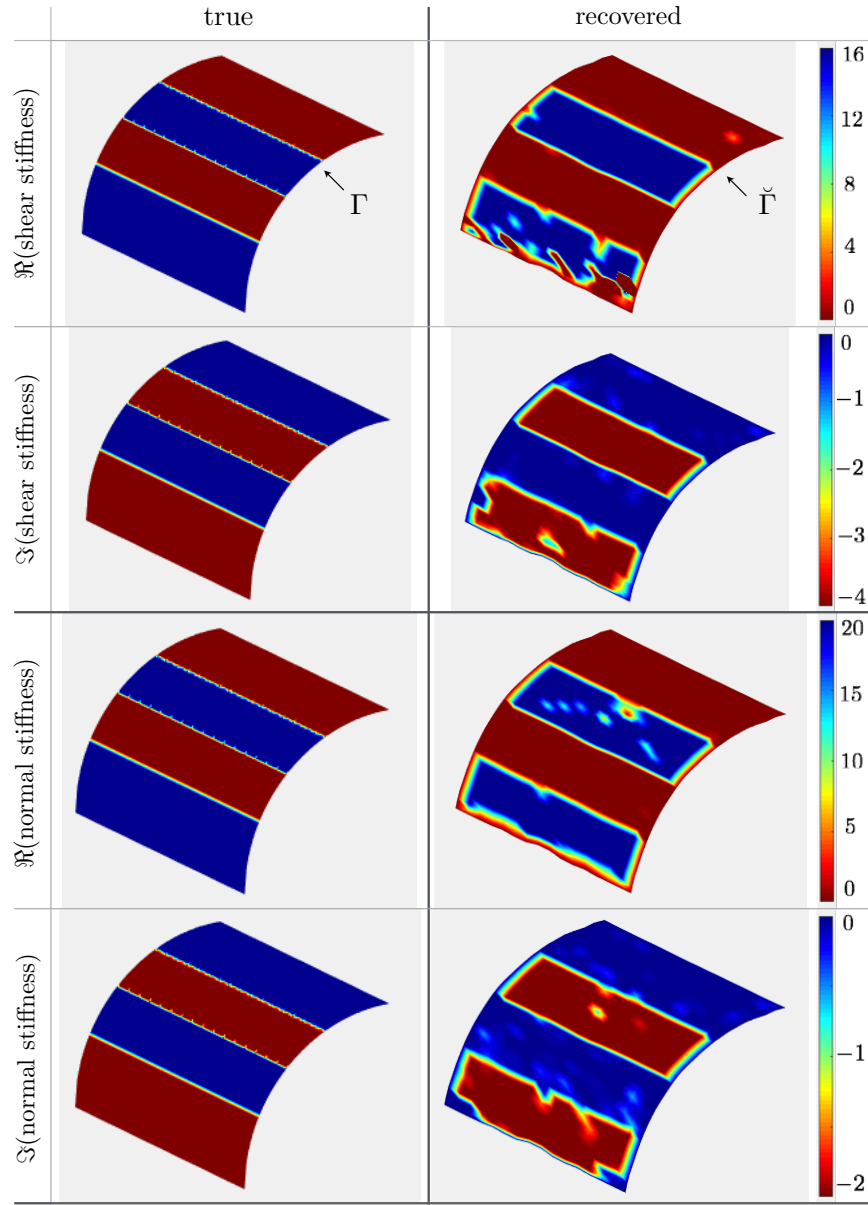 true
recovered
ℜ(shear stiffness)
Γ
Γ̆
16
12
8
4
0
ℑ(shear stiffness)
0
−1
−2
−3
−4
ℜ(normal stiffness)
20
15
10
5
0
ℑ(normal stiffness)
0
−1
−2